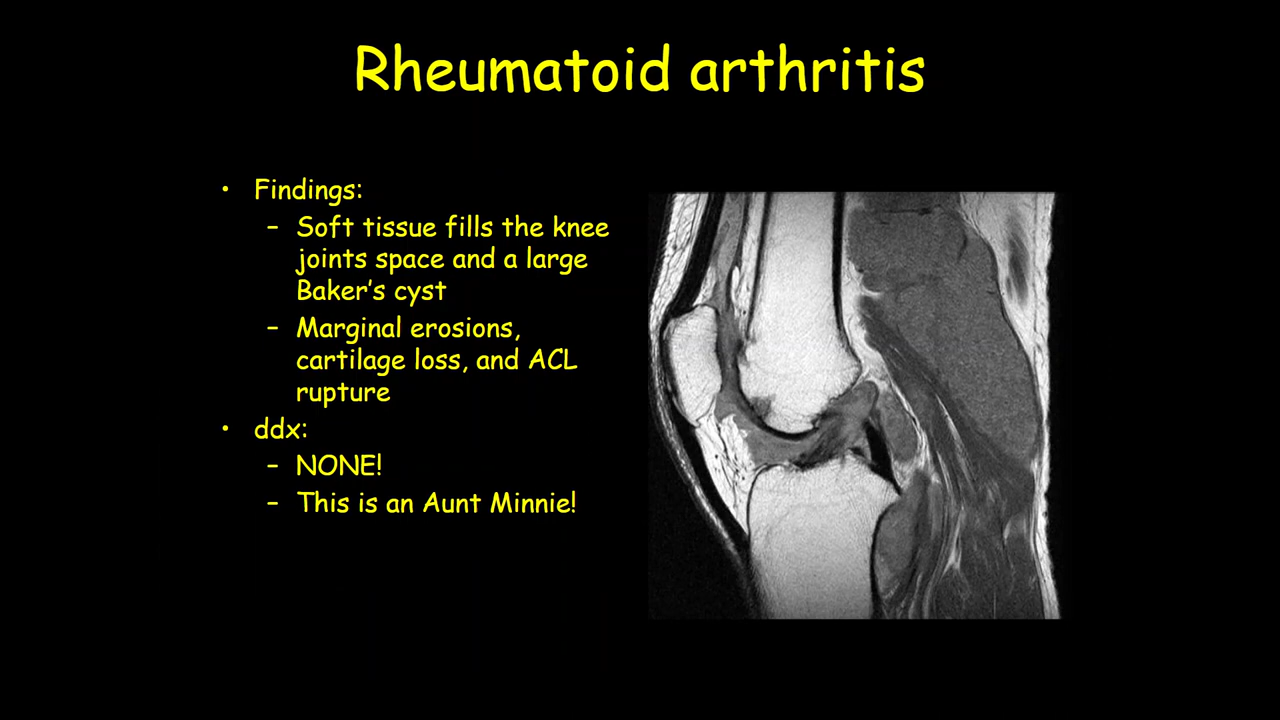 Rheumatoid arthritis
• Findings:
– Soft tissue fills the knee
joints space and a large
Baker’s cyst
– Marginal erosions,
cartilage loss, and ACL
rupture
• ddx:
– NONE!
– This is an Aunt Minnie!